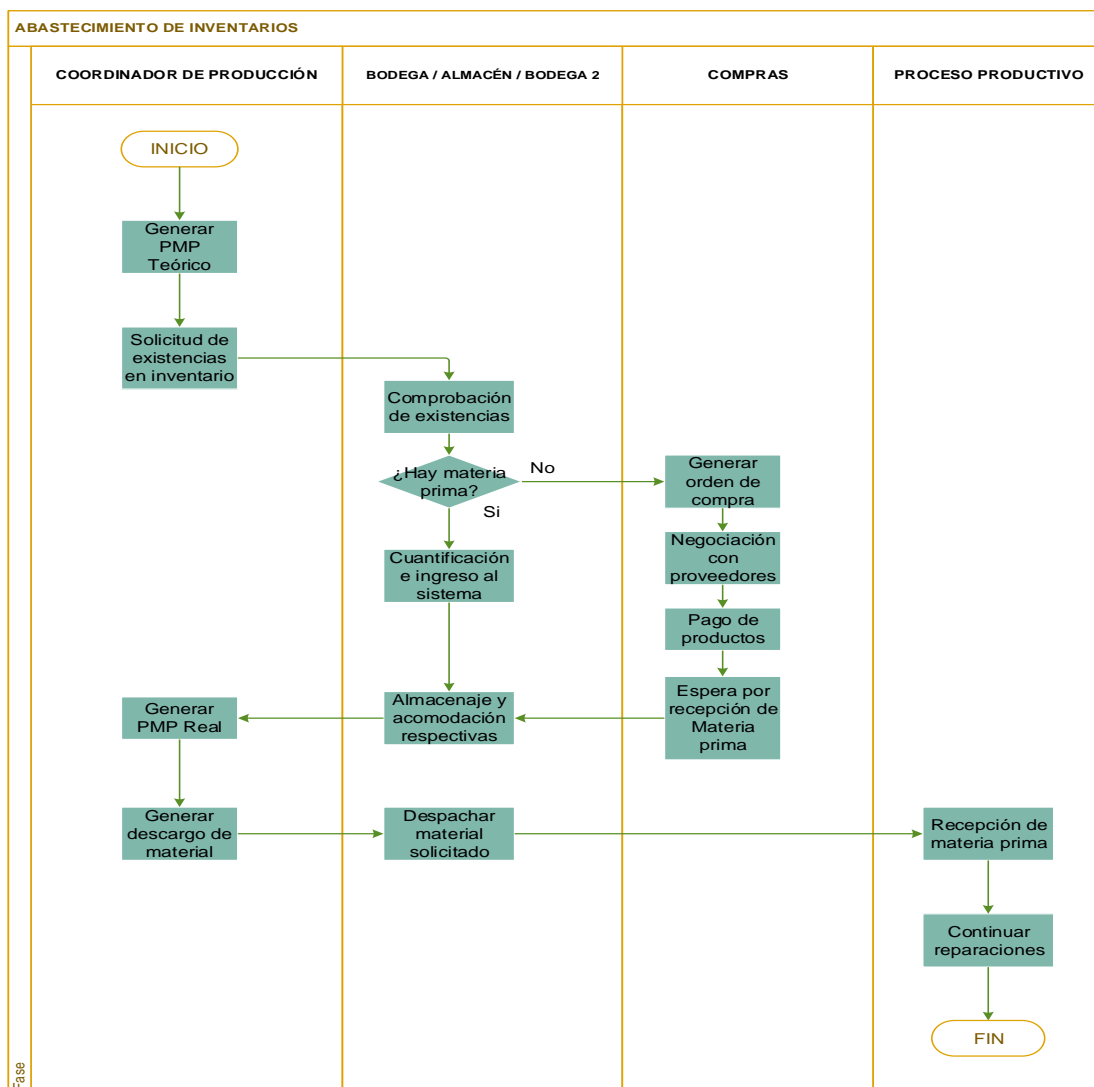 ABASTECIMIENTO DE INVENTARIOS
COORDINADOR DE PRODUCCIÓN
BODEGA / ALMACÉN / BODEGA 2
COMPRAS
PROCESO PRODUCTIVO
INICIO
Generar
PMP
Teórico
Solicitud de
existencias
en inventario
Comprobación
de existencias
¿Hay materia
prima?
No
Si
Generar
orden de
compra
Negociación
con
proveedores
Cuantificación
e ingreso al
sistema
Pago de
productos
Espera por
recepción de
Materia
prima
Almacenaje y
acomodación
respectivas
Generar
PMP Real
Generar
descargo de
material
Despachar
material
solicitado
Recepción de
materia prima
Continuar
reparaciones
FIN
Fase